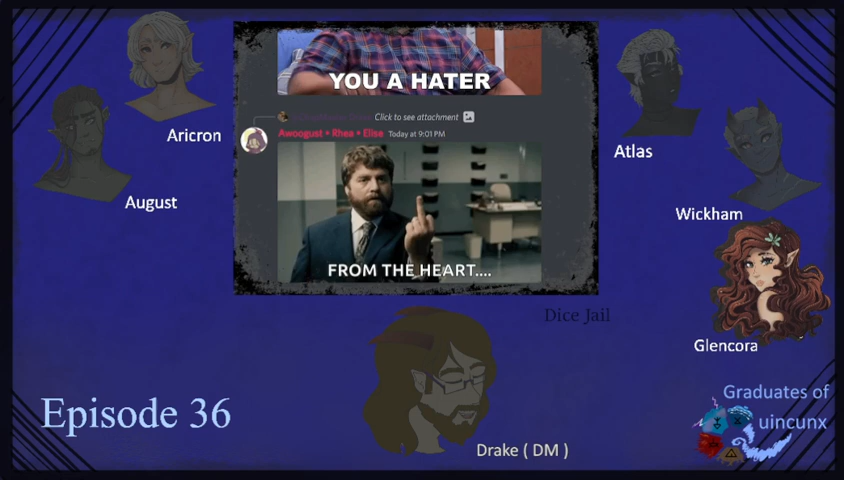 YOU A HATER
Click to see attachment
Awoogust • Rhea • Elisa Today at 9:01 PM
FROM THE HEART....
Aricron
August
Atlas
Wickham
Glencora
Dice Jail
Episode 36
Drake ( DM )
Graduates of
uincunx